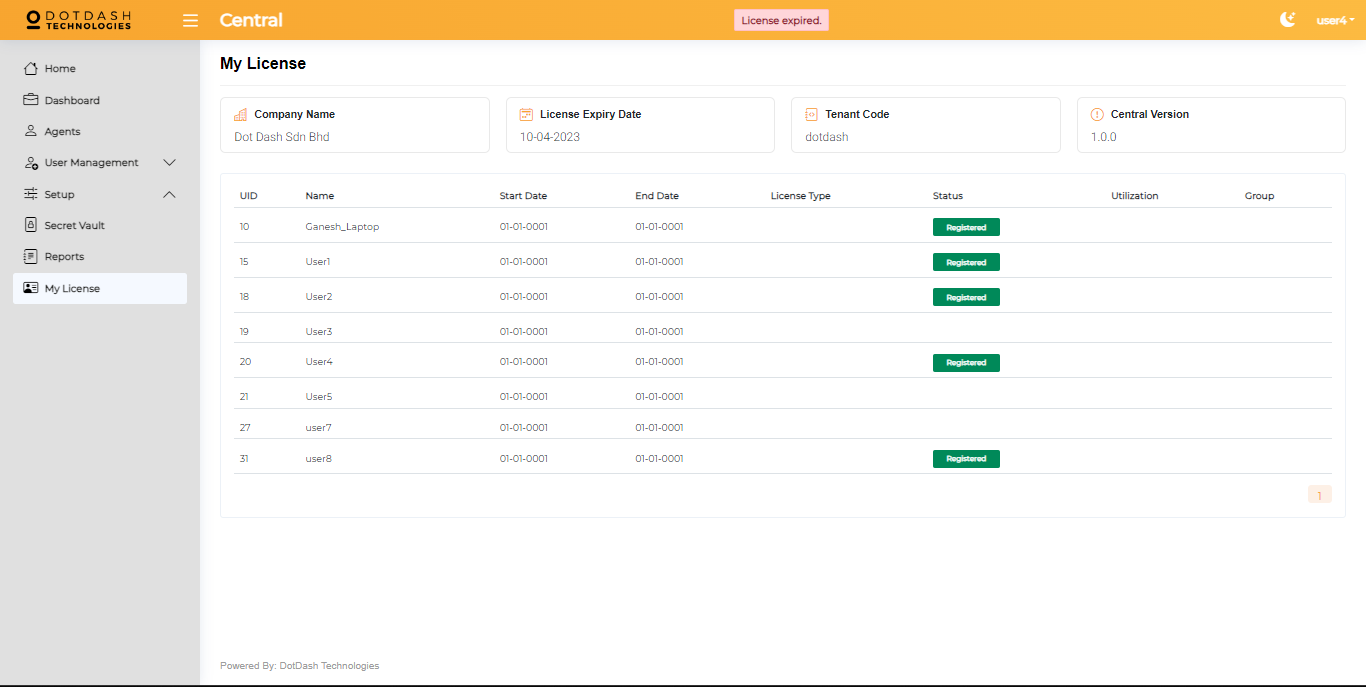 DOTDASH
TECHNOLOGIES
Central
License expired.
user4
Home
Dashboard
Agents
User Management
Setup
Secret Vault
Reports
My License
My License
Company Name
Dot Dash Sdn Bhd
License Expiry Date
10-04-2023
Tenant Code
dotdash
Central Version
1.0.0
UID Name Start Date End Date License Type Status Utilization Group
10 Ganesh_Laptop 01-01-0001 01-01-0001 Registered
15 User1 01-01-0001 01-01-0001 Registered
18 User2 01-01-0001 01-01-0001 Registered
19 User3 01-01-0001 01-01-0001
20 User4 01-01-0001 01-01-0001 Registered
21 User5 01-01-0001 01-01-0001
27 user7 01-01-0001 01-01-0001
31 user8 01-01-0001 01-01-0001 Registered
1
Powered By: DotDash Technologies